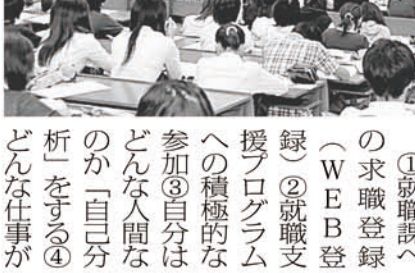 ①就職課へ
の求職登録
（ＷＥＢ登
録）②就職支
援プログラム
への積極的な
参加③自分は
どんな人間な
のか「自己分
析」をする④
どんな仕事が